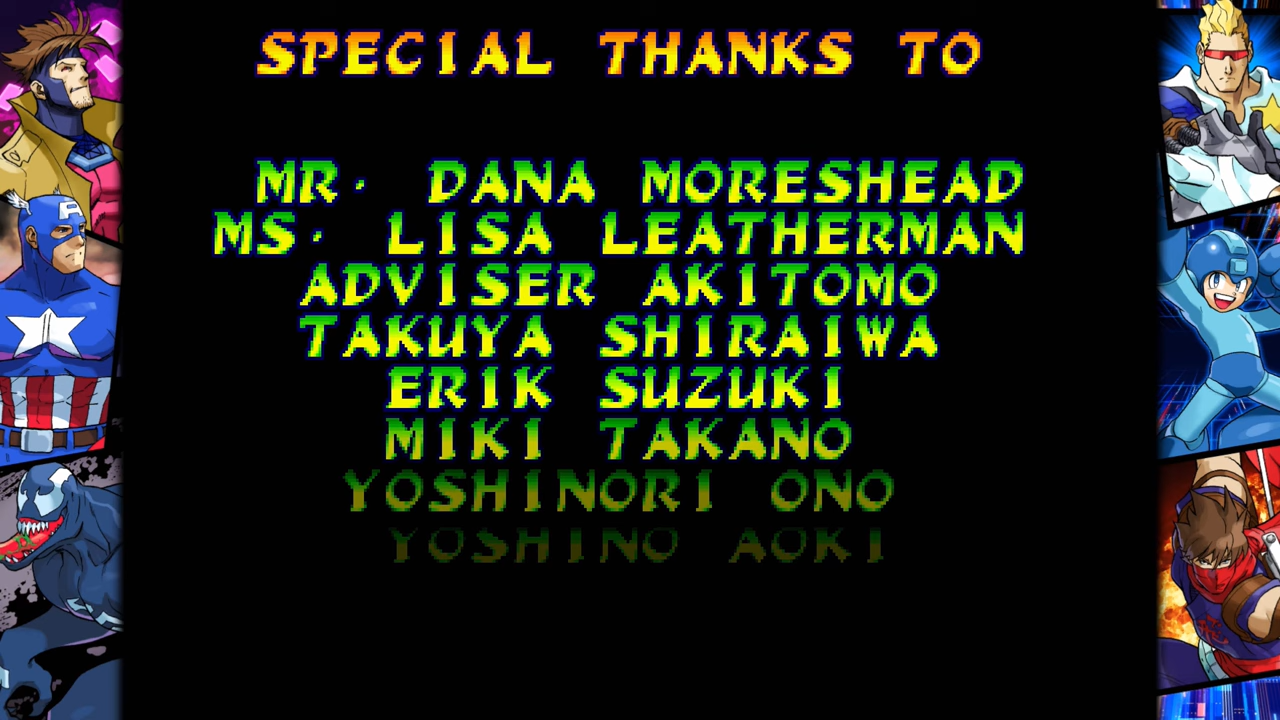 SPECIAL THANKS TO
MR. DANA MORESHEAD
MS. LISA LEATHERMAN
ADVISER AKITOMO
TAKUYA SHIRAIWA
ERIK SUZUKI
MIKI TAKANO
YOSHINORI ONO
YOSHINO AOKI